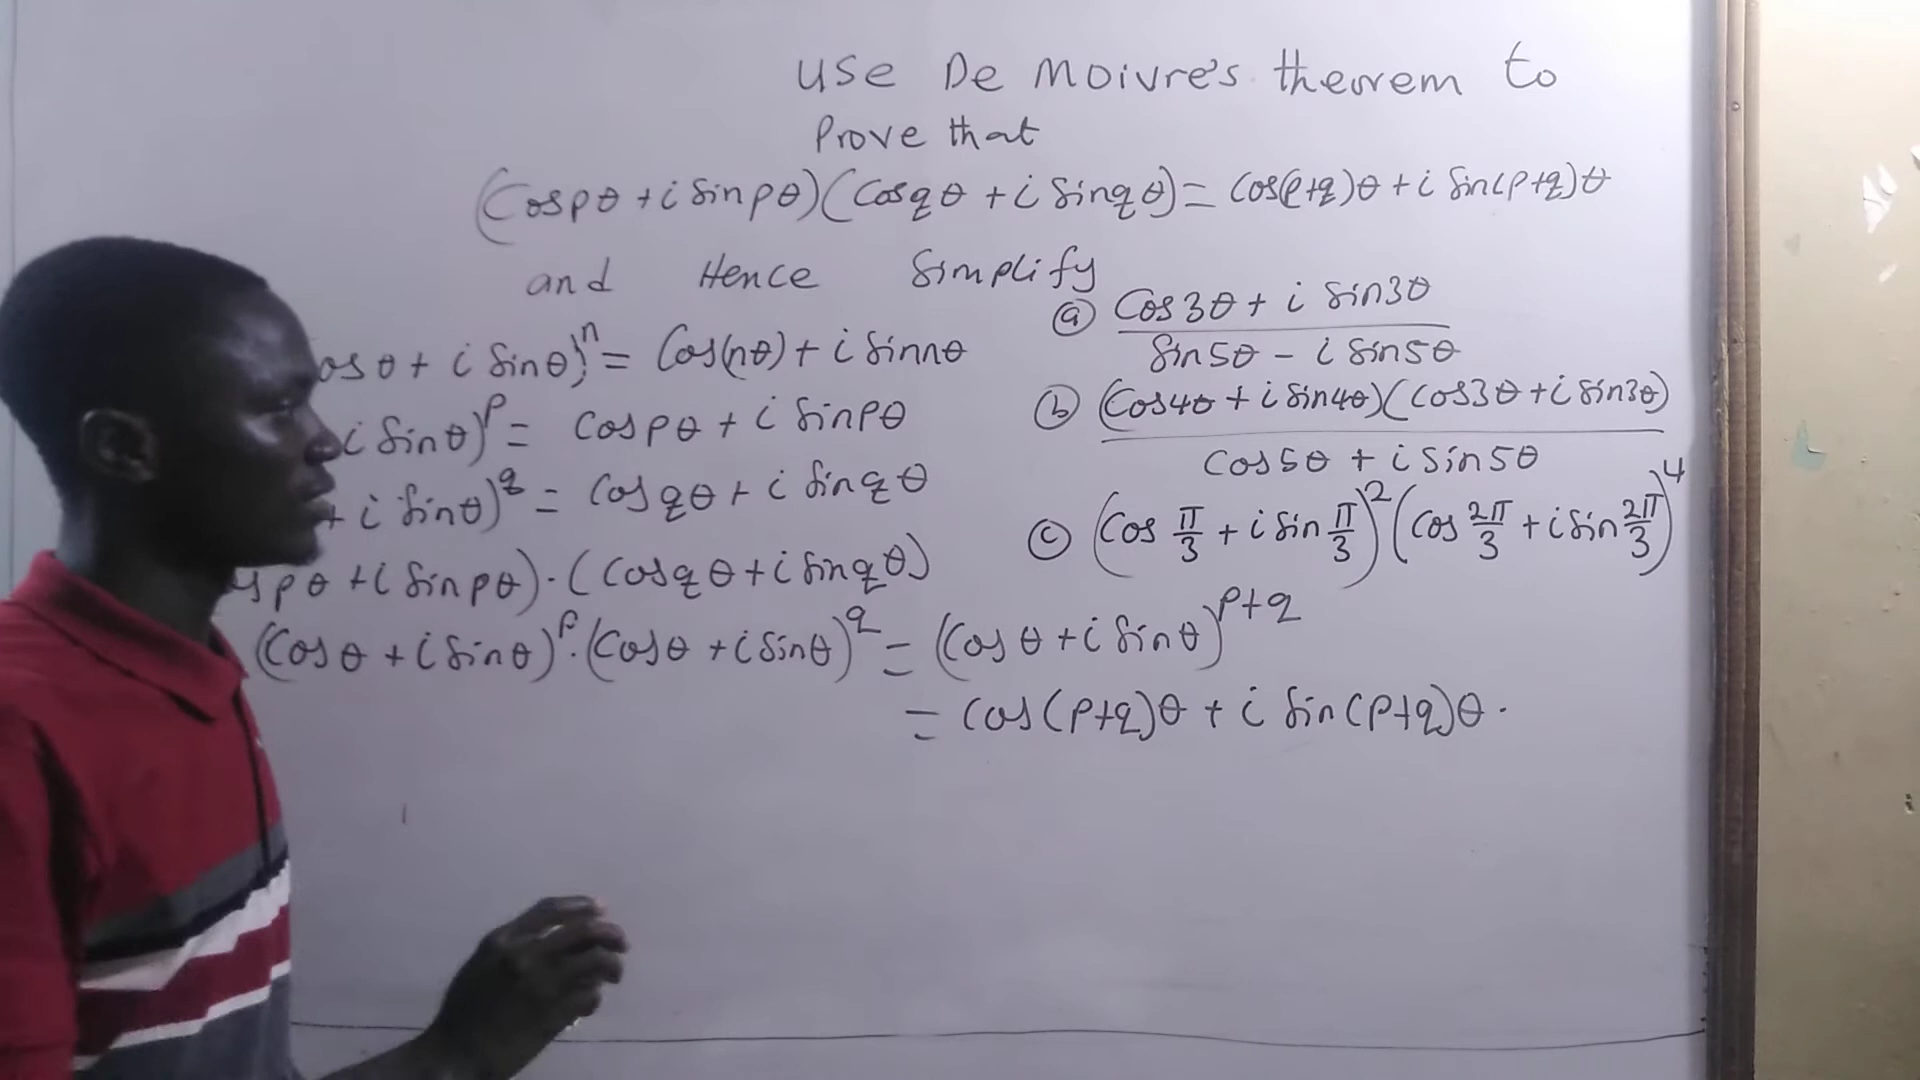 Use De Moivre's theorem to
Prove that
(Cospθ + i Sinpθ)(Cosqθ + i Sinqθ) = Cos(p+q)θ + i Sin(p+q)θ
and Hence Simplify
(a) Cos3θ + i Sin3θ
Sin5θ - i Sin5θ
(b) (Cos4θ + i Sin4θ)(Cos3θ + i Sin3θ)
Cos5θ + i Sin5θ
(c) (Cos π/3 + i Sin π/3)^2 (Cos 2π/3 + i Sin 2π/3)^4
osθ + i Sinθ)^n = Cos(nθ) + i Sinnθ
i Sinθ)^p = Cospθ + i Sinpθ
+ i Sinθ)^q = Cosqθ + i Sinqθ
spθ + i Sinpθ)·(Cosqθ + i Sinqθ)
(Cosθ + i Sinθ)^p·(Cosθ + i Sinθ)^q = (Cosθ + i Sinθ)^p+q
= Cos(p+q)θ + i Sin(p+q)θ.